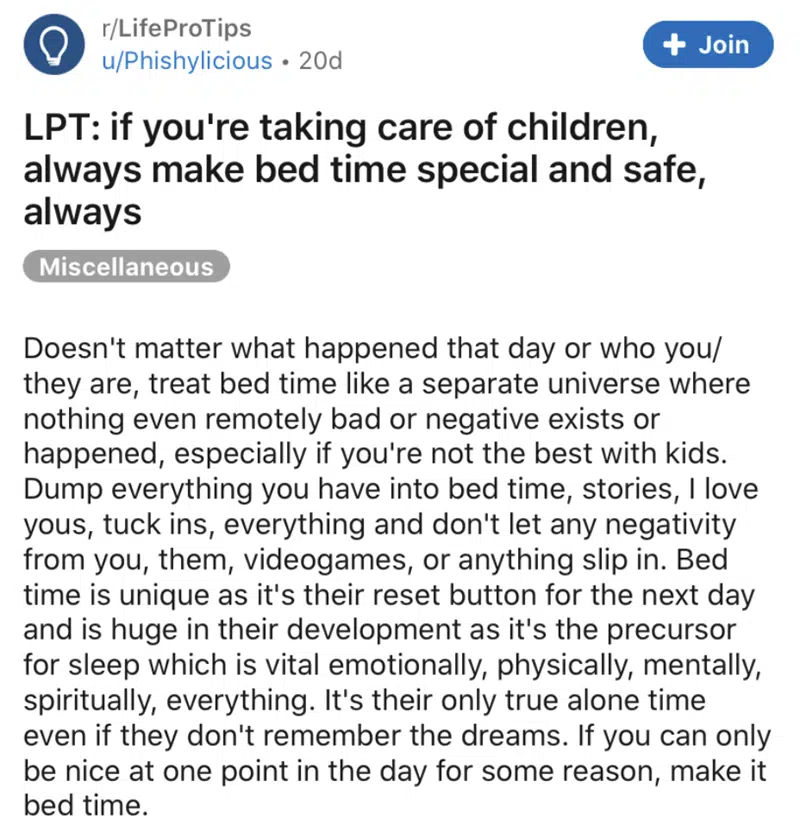 r/LifeProTips
u/Phishylicious • 20d
+ Join
LPT: if you're taking care of children,
always make bed time special and safe,
always
Miscellaneous
Doesn't matter what happened that day or who you/
they are, treat bed time like a separate universe where
nothing even remotely bad or negative exists or
happened, especially if you're not the best with kids.
Dump everything you have into bed time, stories, I love
yous, tuck ins, everything and don't let any negativity
from you, them, videogames, or anything slip in. Bed
time is unique as it's their reset button for the next day
and is huge in their development as it's the precursor
for sleep which is vital emotionally, physically, mentally,
spiritually, everything. It's their only true alone time
even if they don't remember the dreams. If you can only
be nice at one point in the day for some reason, make it
bed time.